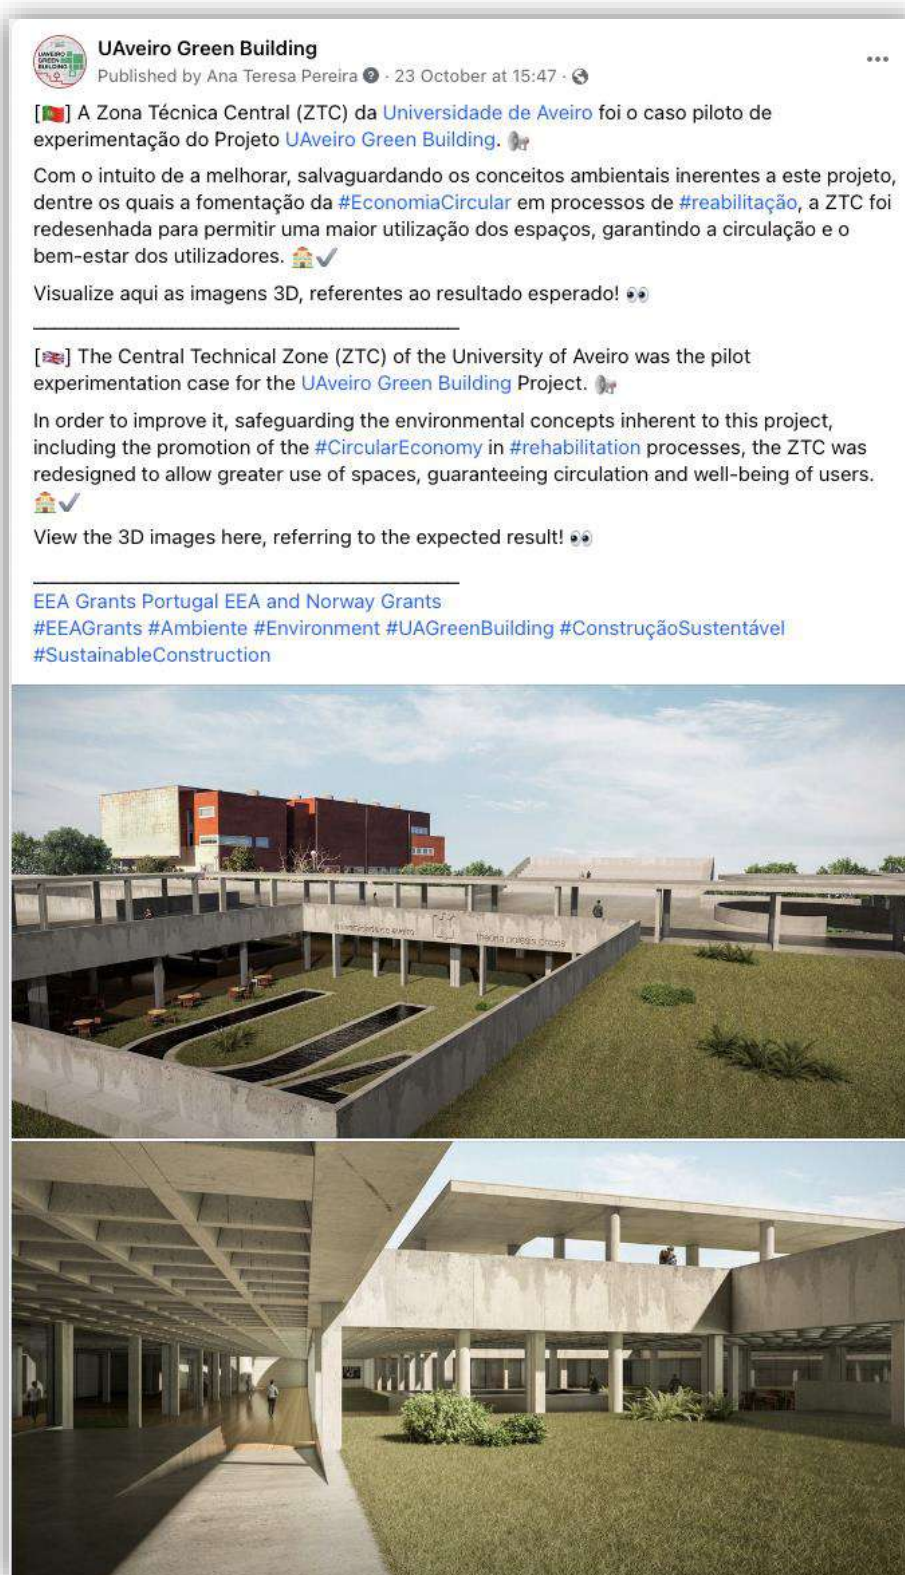 UAveiro Green Building
Published by Ana Teresa Pereira · 23 October at 15:47 ·
[🇵🇹] A Zona Técnica Central (ZTC) da Universidade de Aveiro foi o caso piloto de
experimentação do Projeto UAveiro Green Building.
Com o intuito de a melhorar, salvaguardando os conceitos ambientais inerentes a este projeto,
dentre os quais a fomentação da #EconomiaCircular em processos de #reabilitação, a ZTC foi
redesenhada para permitir uma maior utilização dos espaços, garantindo a circulação e o
bem-estar dos utilizadores. 🏫✔
Visualize aqui as imagens 3D, referentes ao resultado esperado! 👀
[🇬🇧] The Central Technical Zone (ZTC) of the University of Aveiro was the pilot
experimentation case for the UAveiro Green Building Project.
In order to improve it, safeguarding the environmental concepts inherent to this project,
including the promotion of the #CircularEconomy in #rehabilitation processes, the ZTC was
redesigned to allow greater use of spaces, guaranteeing circulation and well-being of users.
🏫✔
View the 3D images here, referring to the expected result! 👀
EEA Grants Portugal EEA and Norway Grants
#EEAGrants #Ambiente #Environment #UAGreenBuilding #ConstruçãoSustentável
#SustainableConstruction